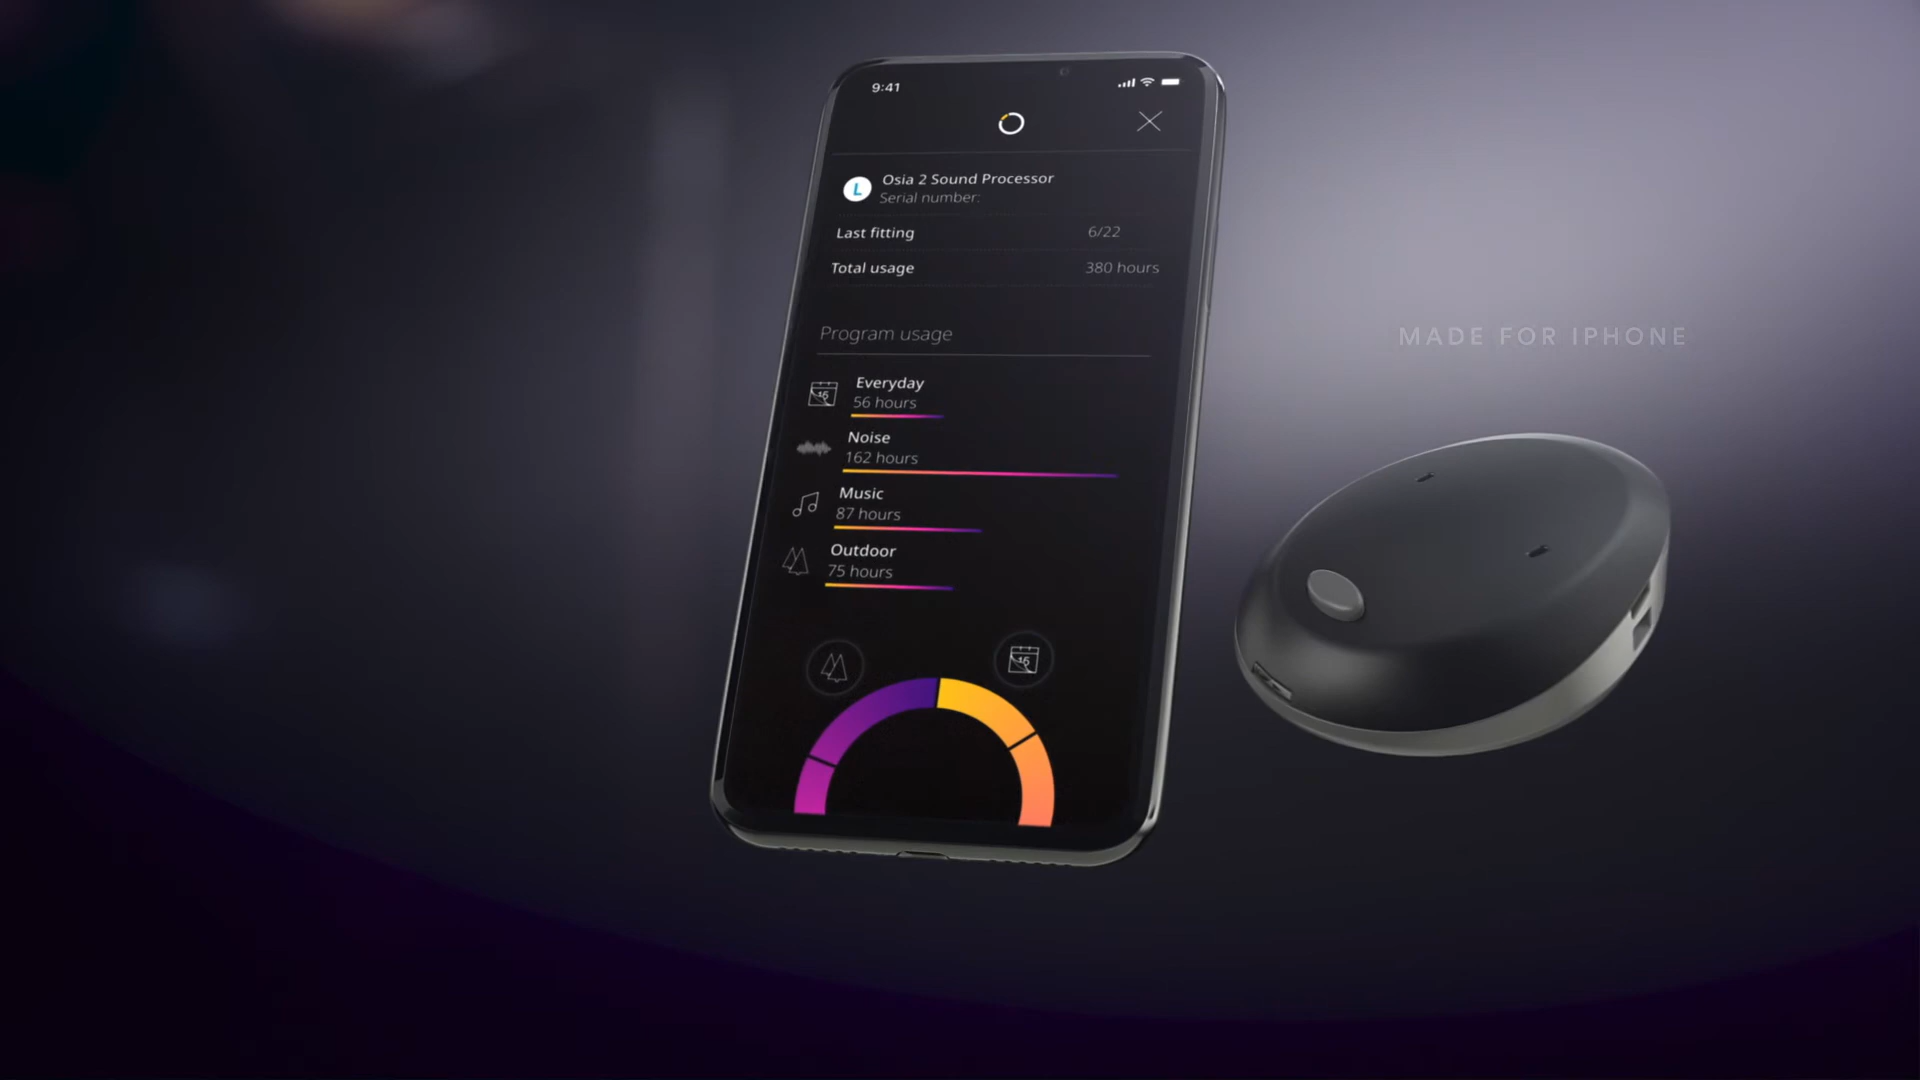 9:41
L
Osia 2 Sound Processor
Serial number:
Last fitting 6/22
Total usage 380 hours
Program usage
Everyday
56 hours
Noise
162 hours
Music
87 hours
Outdoor
75 hours
MADE FOR IPHONE